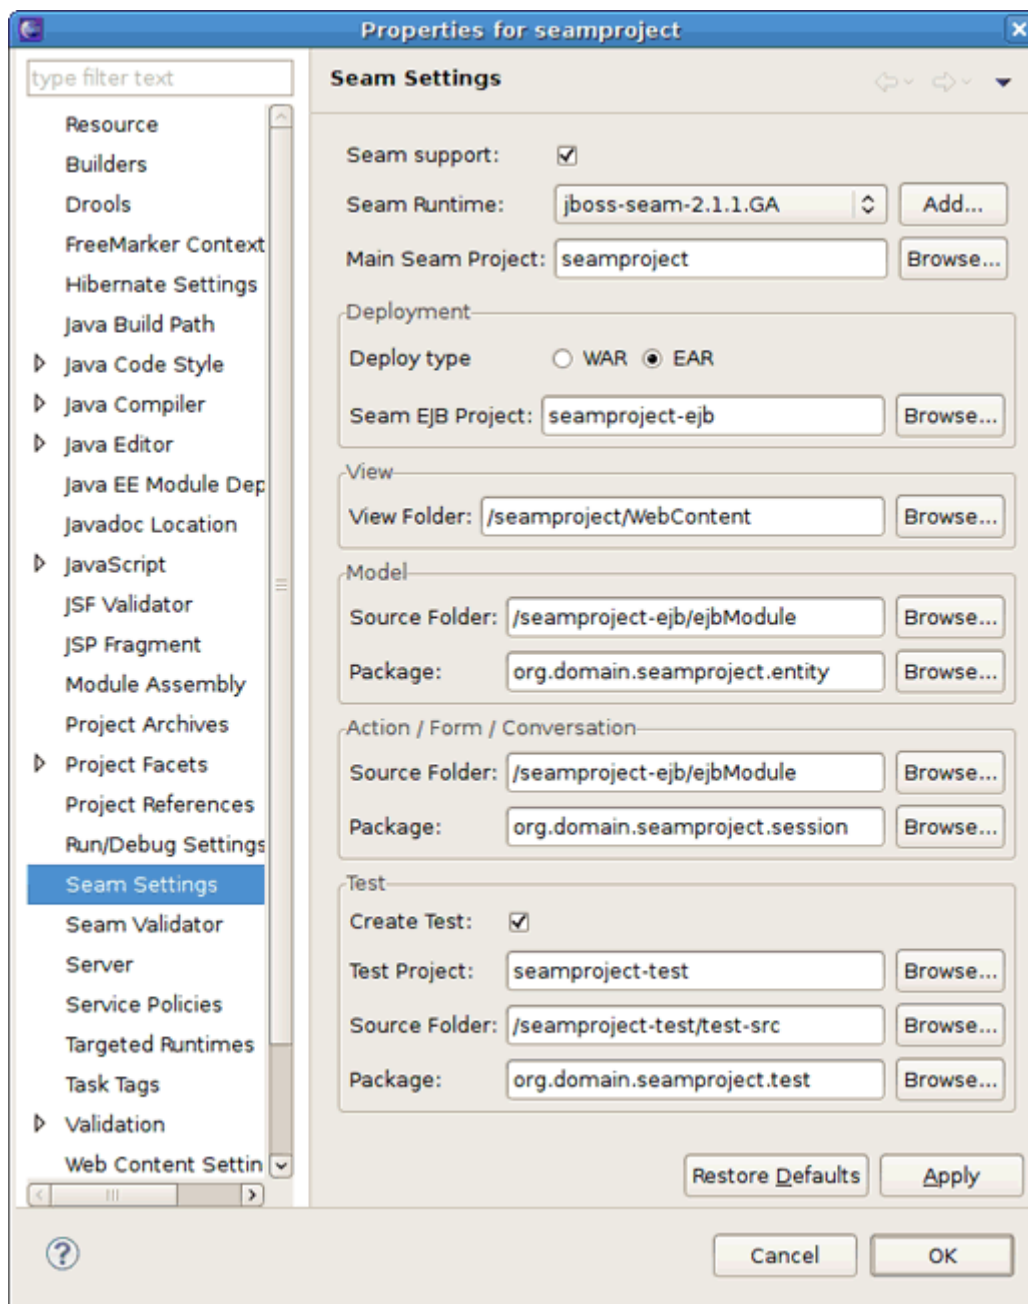 Properties for seamproject
type filter text
Resource
Builders
Drools
FreeMarker Context
Hibernate Settings
Java Build Path
Java Code Style
Java Compiler
Java Editor
Java EE Module Dep
Javadoc Location
JavaScript
JSF Validator
JSP Fragment
Module Assembly
Project Archives
Project Facets
Project References
Run/Debug Settings
Seam Settings
Seam Validator
Server
Service Policies
Targeted Runtimes
Task Tags
Validation
Web Content Settin
Seam Settings
Seam support:
Seam Runtime: jboss-seam-2.1.1.GA Add...
Main Seam Project: seamproject Browse...
Deployment
Deploy type WAR EAR
Seam EJB Project: seamproject-ejb Browse...
View
View Folder: /seamproject/WebContent Browse...
Model
Source Folder: /seamproject-ejb/ejbModule Browse...
Package: org.domain.seamproject.entity Browse...
Action / Form / Conversation
Source Folder: /seamproject-ejb/ejbModule Browse...
Package: org.domain.seamproject.session Browse...
Test
Create Test:
Test Project: seamproject-test Browse...
Source Folder: /seamproject-test/test-src Browse...
Package: org.domain.seamproject.test Browse...
Restore Defaults Apply
? Cancel OK